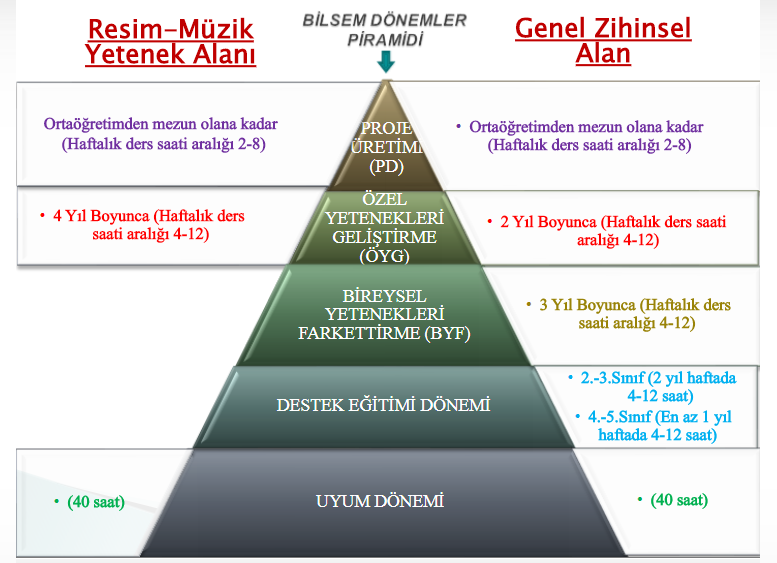 Resim-Müzik
Yetenek Alanı
BİLSEM DÖNEMLER
PİRAMİDİ
Genel Zihinsel
Alan
Ortaöğretimden mezun olana kadar
(Haftalık ders saati aralığı 2-8)
PROJE
ÜRETİMİ
(PD)
• Ortaöğretimden mezun olana kadar
(Haftalık ders saati aralığı 2-8)
• 4 Yıl Boyunca (Haftalık ders
saati aralığı 4-12)
ÖZEL
YETENEKLERİ
GELİŞTİRME
(ÖYG)
• 2 Yıl Boyunca (Haftalık ders saati
aralığı 4-12)
BİREYSEL
YETENEKLERİ
FARKETTİRME (BYF)
• 3 Yıl Boyunca (Haftalık ders
saati aralığı 4-12)
DESTEK EĞİTİMİ DÖNEMİ
• 2.-3.Sınıf (2 yıl haftada
4-12 saat)
• 4.-5.Sınıf (En az 1 yıl
haftada 4-12 saat)
• (40 saat)
UYUM DÖNEMİ
• (40 saat)